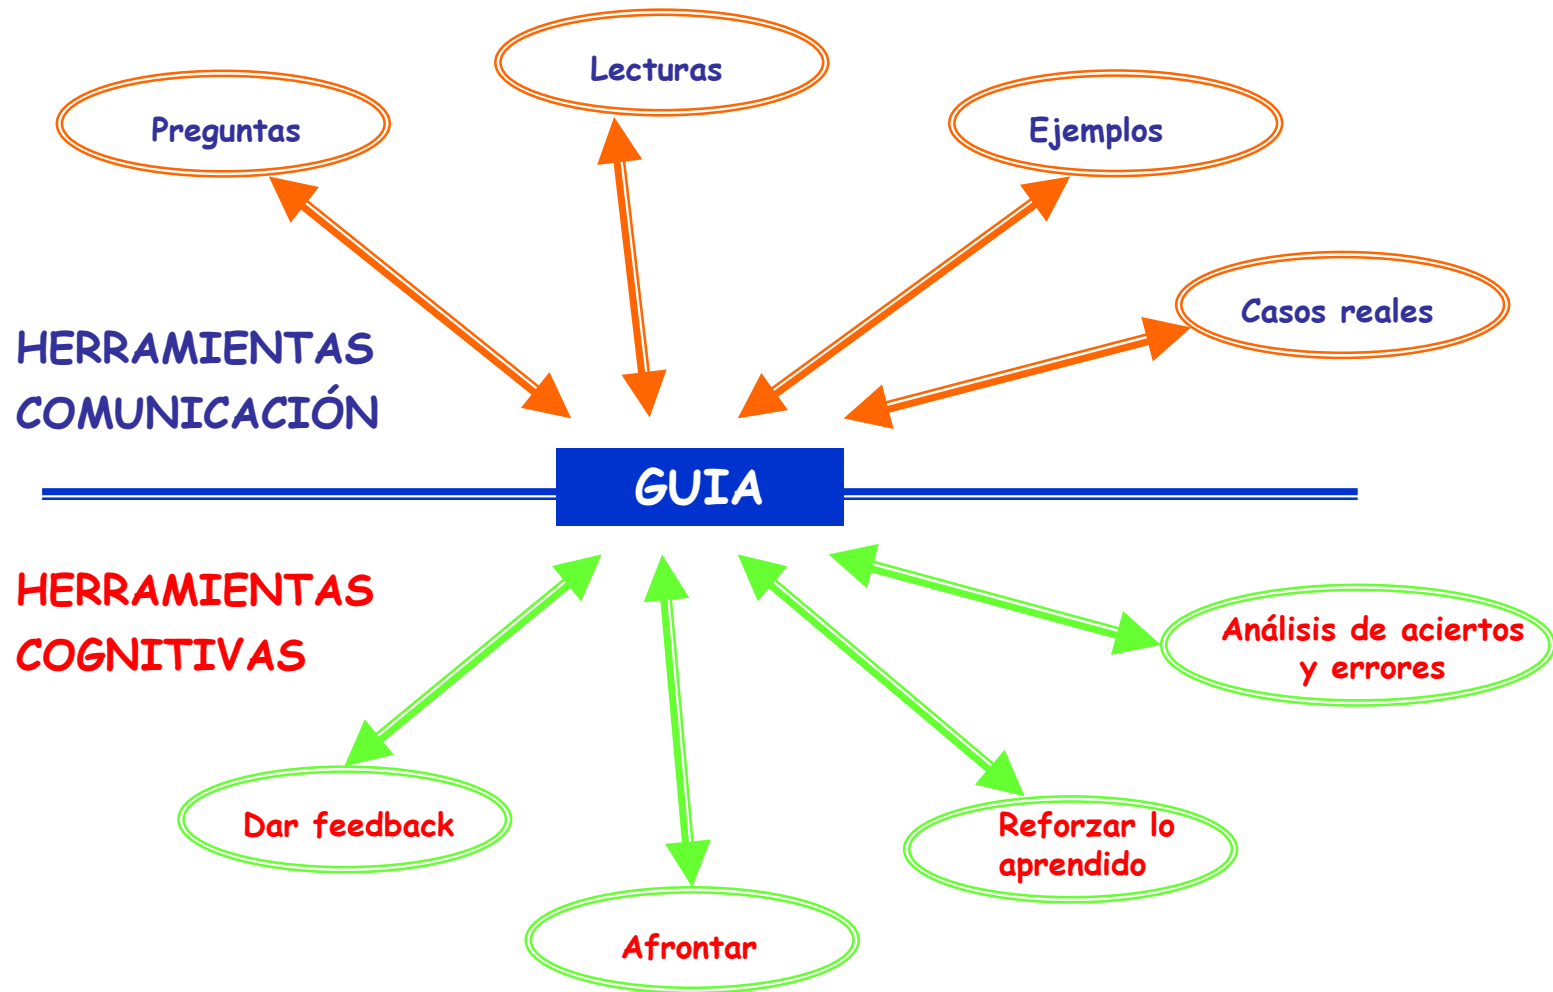 Lecturas
Preguntas
Ejemplos
Casos reales
HERRAMIENTAS
COMUNICACIÓN
GUIA
HERRAMIENTAS
COGNITIVAS
Análisis de aciertos
y errores
Dar feedback
Reforzar lo
aprendido
Afrontar